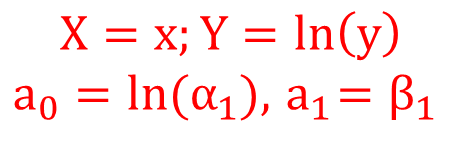 X = x; Y = ln(y)
a₀ = ln(α₁), a₁ = β₁